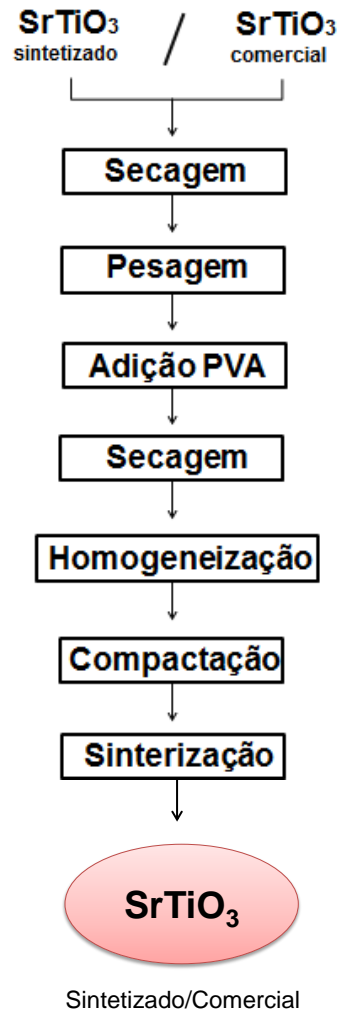 SrTiO₃ / SrTiO₃
sintetizado comercial
Secagem
Pesagem
Adição PVA
Secagem
Homogeneização
Compactação
Sinterização
SrTiO₃
Sintetizado/Comercial